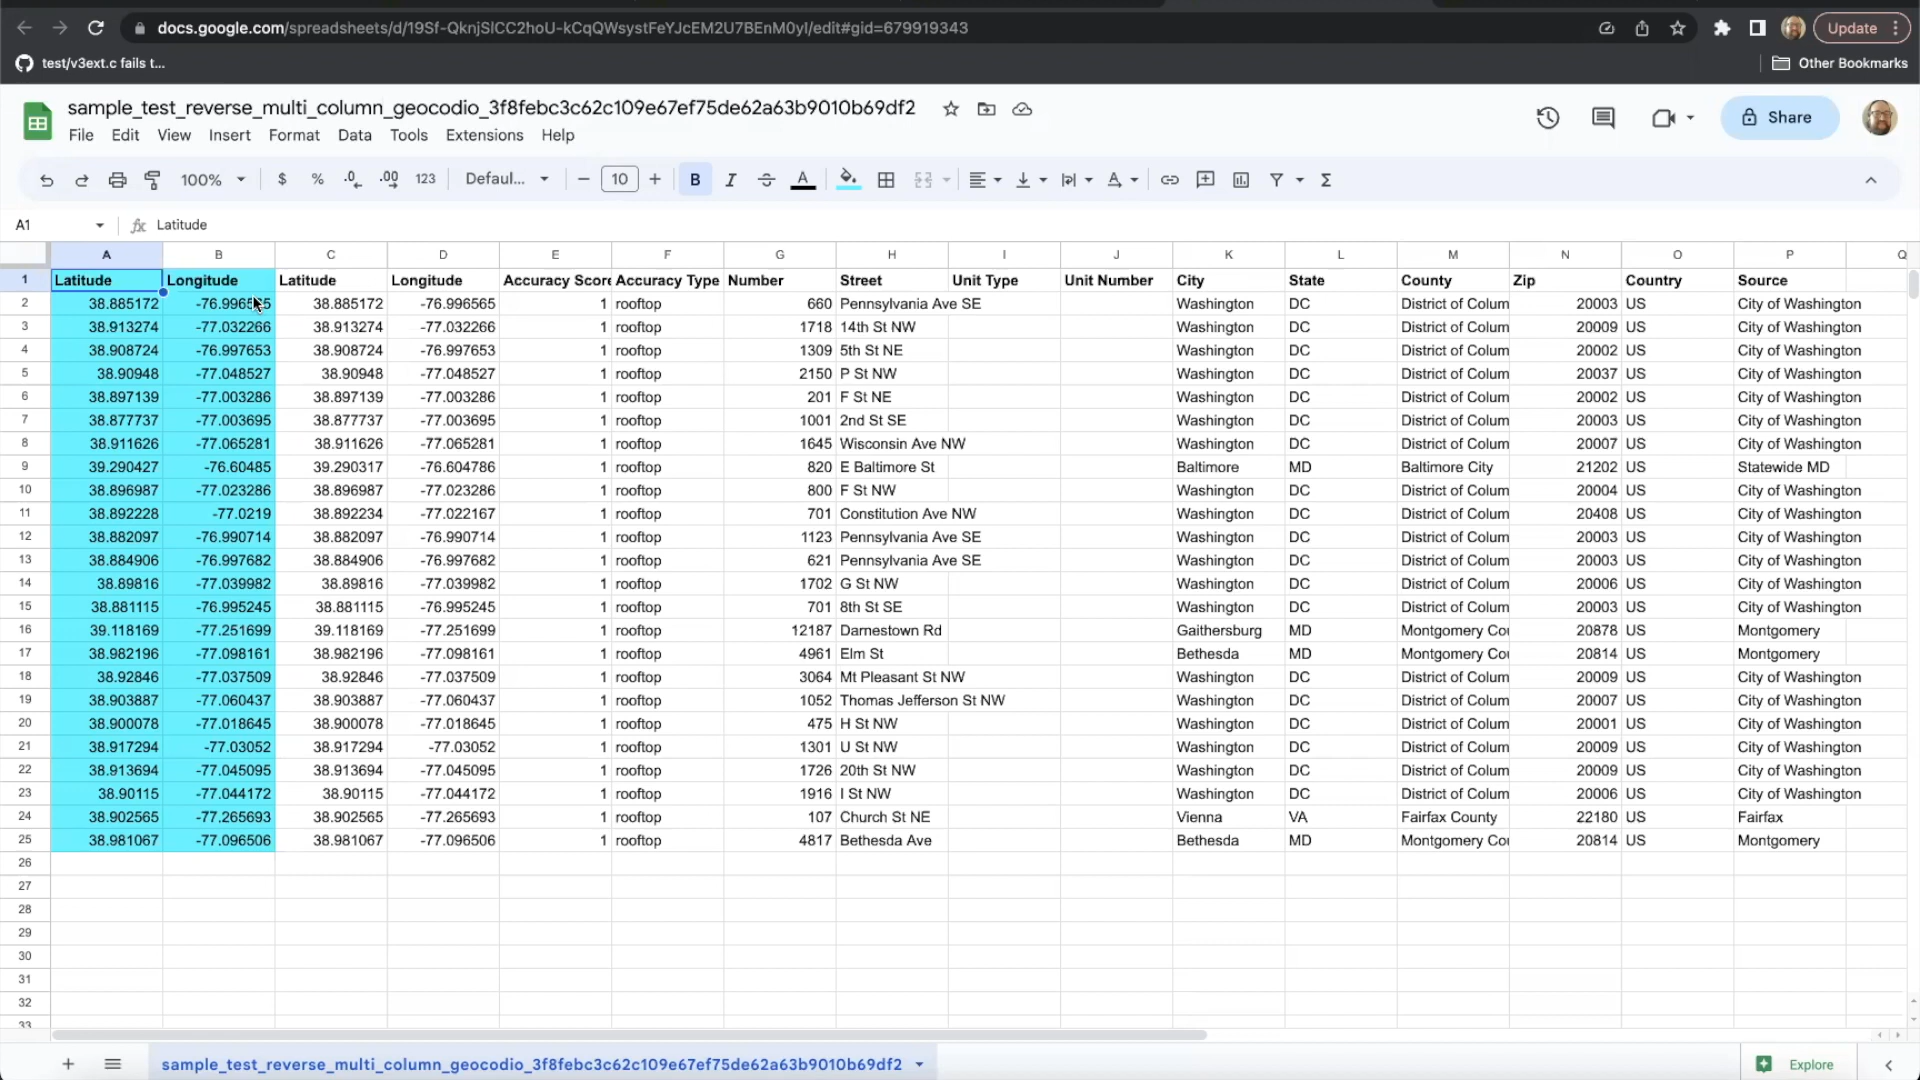 docs.google.com/spreadsheets/d/19Sf-QknjSlCC2hoU-kCqQWsystFeYJcEM2U7BEnM0yI/edit#gid=679919343
Update
test/v3ext.c fails t...
Other Bookmarks
sample_test_reverse_multi_column_geocodio_3f8febc3c62c109e67ef75de62a63b9010b69df2
File Edit View Insert Format Data Tools Extensions Help
Share
100% $ % .0 .00 123 Defaul... 10 B I A
A1 fx Latitude
A B C D E F G H I J K L M N O P Q
1 Latitude Longitude Latitude Longitude Accuracy Score Accuracy Type Number Street Unit Type Unit Number City State County Zip Country Source
2 38.885172 38.885172 -76.996565 1 rooftop 660 Pennsylvania Ave SE Washington DC District of Colum 20003 US City of Washington
3 38.913274 -77.032266 38.913274 -77.032266 1 rooftop 1718 14th St NW Washington DC District of Colum 20009 US City of Washington
4 38.908724 -76.997653 38.908724 -76.997653 1 rooftop 1309 5th St NE Washington DC District of Colum 20002 US City of Washington
5 38.90948 -77.048527 38.90948 -77.048527 1 rooftop 2150 P St NW Washington DC District of Colum 20037 US City of Washington
6 38.897139 -77.003286 38.897139 -77.003286 1 rooftop 201 F St NE Washington DC District of Colum 20002 US City of Washington
7 38.877737 -77.003695 38.877737 -77.003695 1 rooftop 1001 2nd St SE Washington DC District of Colum 20003 US City of Washington
8 38.911626 -77.065281 38.911626 -77.065281 1 rooftop 1645 Wisconsin Ave NW Washington DC District of Colum 20007 US City of Washington
9 39.290427 -76.60485 39.290317 -76.604786 1 rooftop 820 E Baltimore St Baltimore MD Baltimore City 21202 US Statewide MD
10 38.896987 -77.023286 38.896987 -77.023286 1 rooftop 800 F St NW Washington DC District of Colum 20004 US City of Washington
11 38.892228 -77.0219 38.892234 -77.022167 1 rooftop 701 Constitution Ave NW Washington DC District of Colum 20408 US City of Washington
12 38.882097 -76.990714 38.882097 -76.990714 1 rooftop 1123 Pennsylvania Ave SE Washington DC District of Colum 20003 US City of Washington
13 38.884906 -76.997682 38.884906 -76.997682 1 rooftop 621 Pennsylvania Ave SE Washington DC District of Colum 20003 US City of Washington
14 38.89816 -77.039982 38.89816 -77.039982 1 rooftop 1702 G St NW Washington DC District of Colum 20006 US City of Washington
15 38.881115 -76.995245 38.881115 -76.995245 1 rooftop 701 8th St SE Washington DC District of Colum 20003 US City of Washington
16 39.118169 -77.251699 39.118169 -77.251699 1 rooftop 12187 Darnestown Rd Gaithersburg MD Montgomery Cou 20878 US Montgomery
17 38.982196 -77.098161 38.982196 -77.098161 1 rooftop 4961 Elm St Bethesda MD Montgomery Cou 20814 US Montgomery
18 38.92846 -77.037509 38.92846 -77.037509 1 rooftop 3064 Mt Pleasant St NW Washington DC District of Colum 20009 US City of Washington
19 38.903887 -77.060437 38.903887 -77.060437 1 rooftop 1052 Thomas Jefferson St NW Washington DC District of Colum 20007 US City of Washington
20 38.900078 -77.018645 38.900078 -77.018645 1 rooftop 475 H St NW Washington DC District of Colum 20001 US City of Washington
21 38.917294 -77.03052 38.917294 -77.03052 1 rooftop 1301 U St NW Washington DC District of Colum 20009 US City of Washington
22 38.913694 -77.045095 38.913694 -77.045095 1 rooftop 1726 20th St NW Washington DC District of Colum 20009 US City of Washington
23 38.90115 -77.044172 38.90115 -77.044172 1 rooftop 1916 I St NW Washington DC District of Colum 20006 US City of Washington
24 38.902565 -77.265693 38.902565 -77.265693 1 rooftop 107 Church St NE Vienna VA Fairfax County 22180 US Fairfax
25 38.981067 -77.096506 38.981067 -77.096506 1 rooftop 4817 Bethesda Ave Bethesda MD Montgomery Cou 20814 US Montgomery
26
27
28
29
30
31
32
33
sample_test_reverse_multi_column_geocodio_3f8febc3c62c109e67ef75de62a63b9010b69df2
Explore